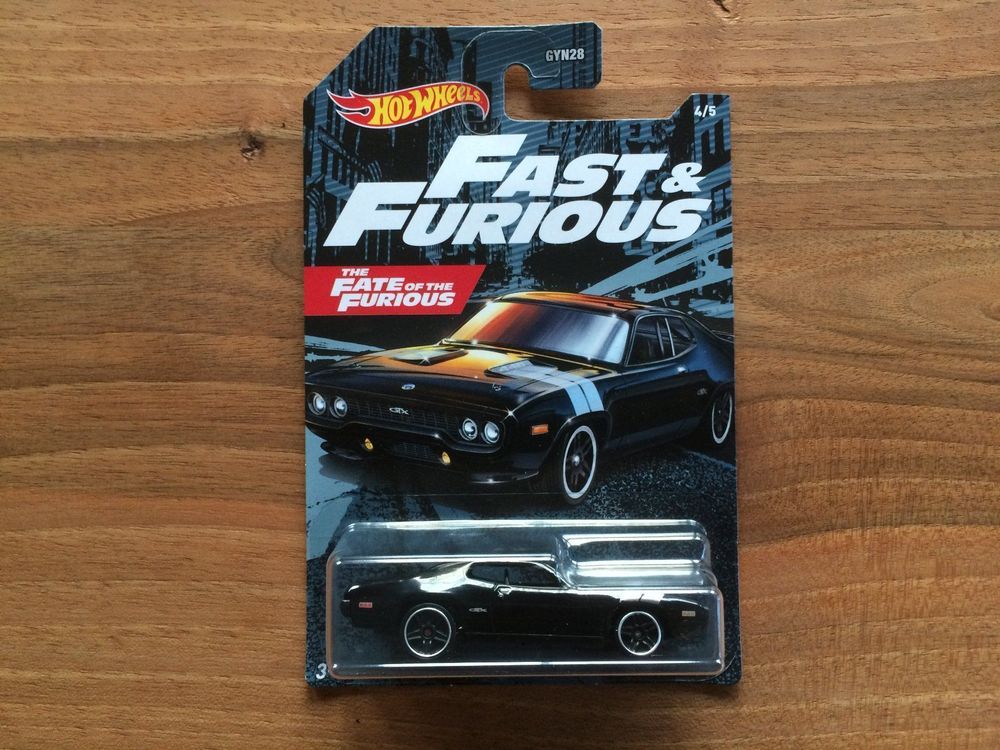 GYN28
HOT WHEELS
4/5
FAST &
FURIOUS
THE
FATE OF THE
FURIOUS
GTX
GTX
3